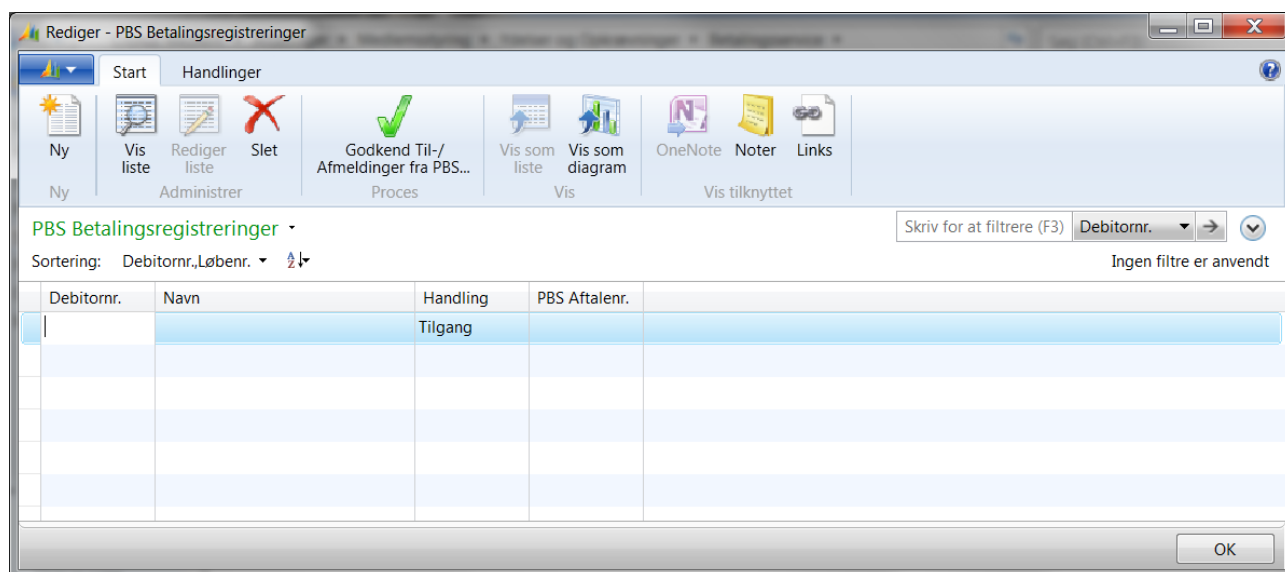 Rediger - PBS Betalingsregistreringer
Start Handlinger
Ny Vis liste Rediger liste Slet Godkend Til-/ Afmeldinger fra PBS... Vis som liste Vis som diagram OneNote Noter Links
Ny Administrer Proces Vis Vis tilknyttet
PBS Betalingsregistreringer Skriv for at filtrere (F3) Debitornr.
Sortering: Debitornr.,Løbenr. Ingen filtre er anvendt
Debitornr. Navn Handling PBS Aftalenr.
Tilgang
OK